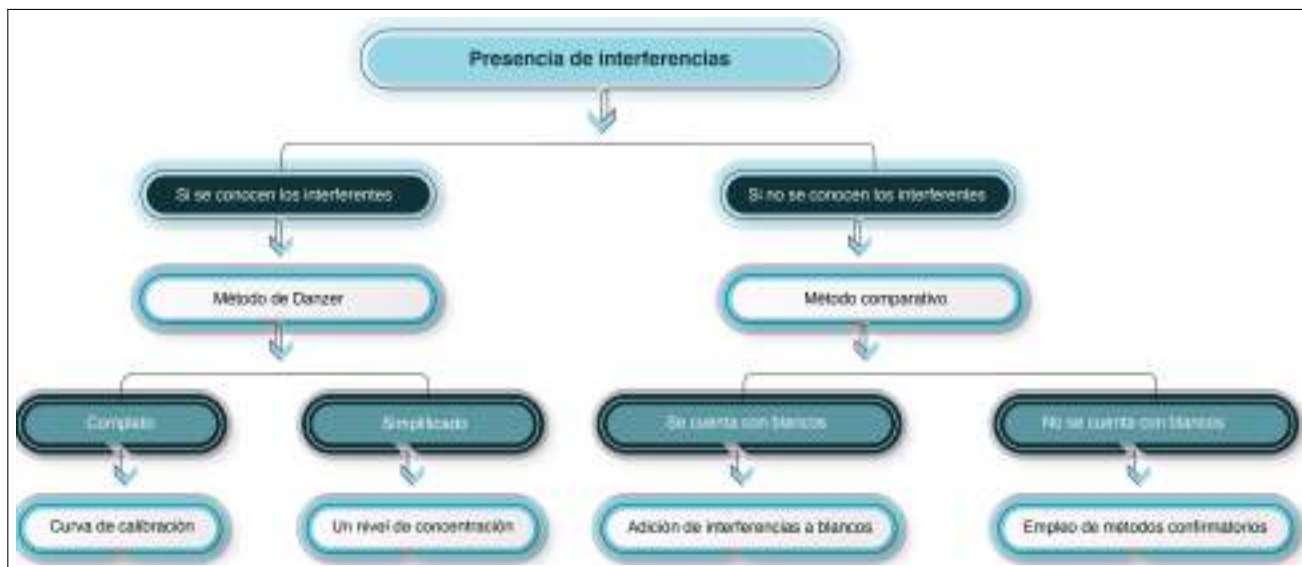 Presencia de interferencias
Si se conocen los interferentes
Si no se conocen los interferentes
Método de Danzer
Método comparativo
Completo
Simplificado
Se cuenta con blancos
No se cuenta con blancos
Curva de calibración
Un nivel de concentración
Adición de interferencias a blancos
Empleo de métodos confirmatorios